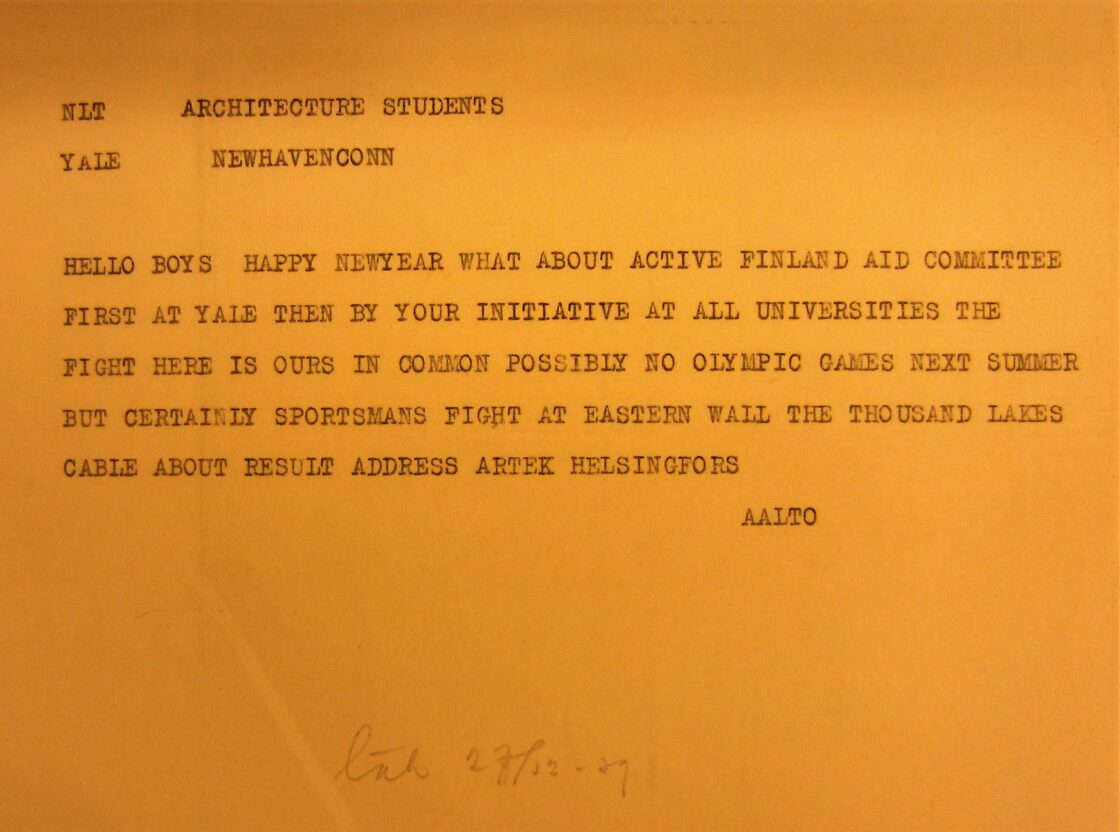 NLT ARCHITECTURE STUDENTS
YALE NEWHAVENCONN
HELLO BOYS HAPPY NEWYEAR WHAT ABOUT ACTIVE FINLAND AID COMMITTEE
FIRST AT YALE THEN BY YOUR INITIATIVE AT ALL UNIVERSITIES THE
FIGHT HERE IS OURS IN COMMON POSSIBLY NO OLYMPIC GAMES NEXT SUMMER
BUT CERTAINLY SPORTSMANS FIGHT AT EASTERN WALL THE THOUSAND LAKES
CABLE ABOUT RESULT ADDRESS ARTEK HELSINGFORS
AALTO